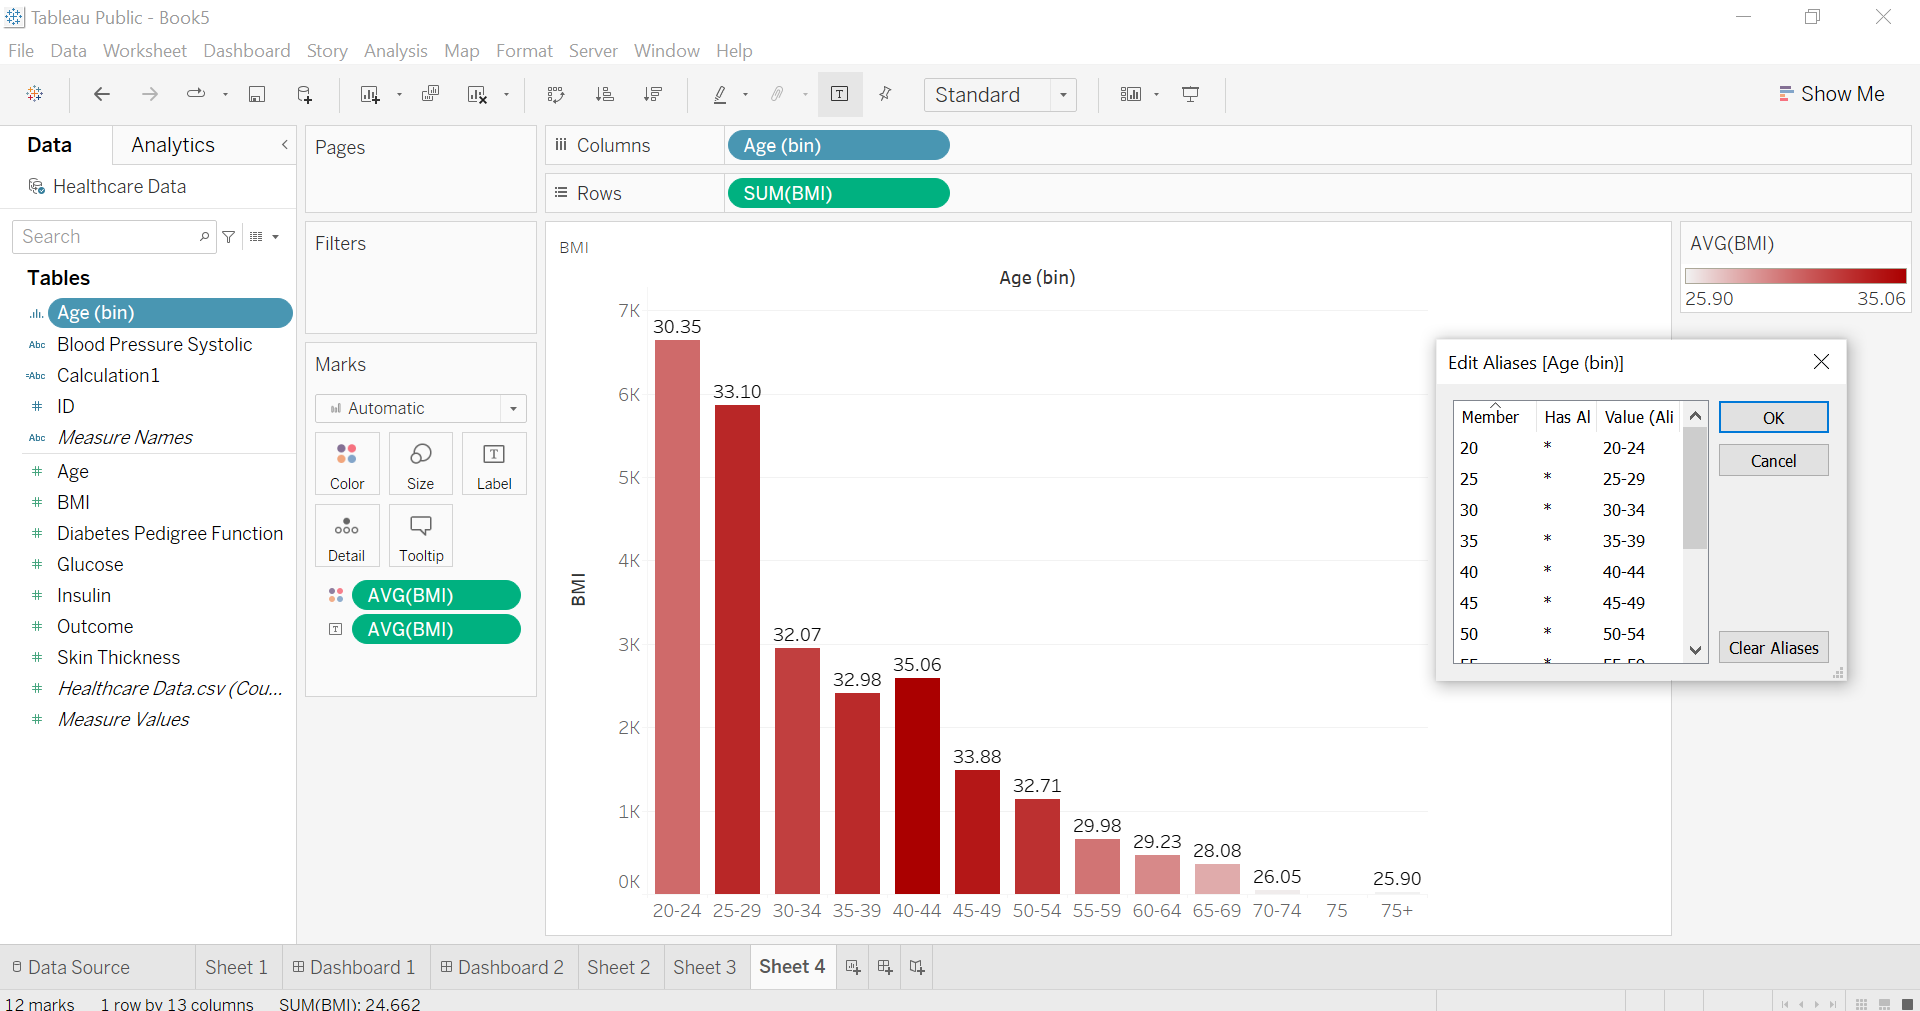 Tableau Public - Book5
File Data Worksheet Dashboard Story Analysis Map Format Server Window Help
Standard
Show Me
Data
Analytics
Healthcare Data
Search
Tables
Age (bin)
Abc Blood Pressure Systolic
=Abc Calculation1
# ID
Abc Measure Names
# Age
# BMI
# Diabetes Pedigree Function
# Glucose
# Insulin
# Outcome
# Skin Thickness
# Healthcare Data.csv (Cou...
# Measure Values
Pages
Filters
Marks
Automatic
Color Size Label
Detail Tooltip
AVG(BMI)
AVG(BMI)
Columns
Age (bin)
Rows
SUM(BMI)
BMI
Age (bin)
BMI
7K
6K
5K
4K
3K
2K
1K
0K
30.35
33.10
32.07
32.98
35.06
33.88
32.71
29.98
29.23
28.08
26.05
25.90
20-24 25-29 30-34 35-39 40-44 45-49 50-54 55-59 60-64 65-69 70-74 75 75+
AVG(BMI)
25.90 35.06
Edit Aliases [Age (bin)]
Member Has Al Value (Ali
20 * 20-24
25 * 25-29
30 * 30-34
35 * 35-39
40 * 40-44
45 * 45-49
50 * 50-54
55 * 55-59
OK
Cancel
Clear Aliases
Data Source Sheet 1 Dashboard 1 Dashboard 2 Sheet 2 Sheet 3 Sheet 4
12 marks 1 row by 13 columns SUM(BMI): 24,662